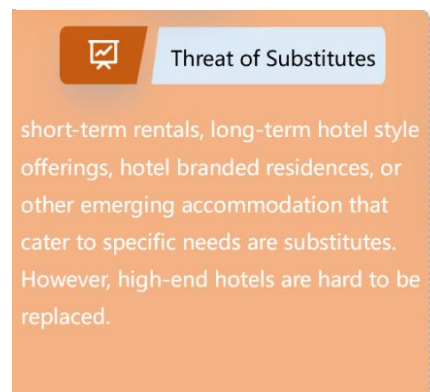 Threat of Substitutes
short-term rentals, long-term hotel style
offerings, hotel branded residences, or
other emerging accommodation that
cater to specific needs are substitutes.
However, high-end hotels are hard to be
replaced.